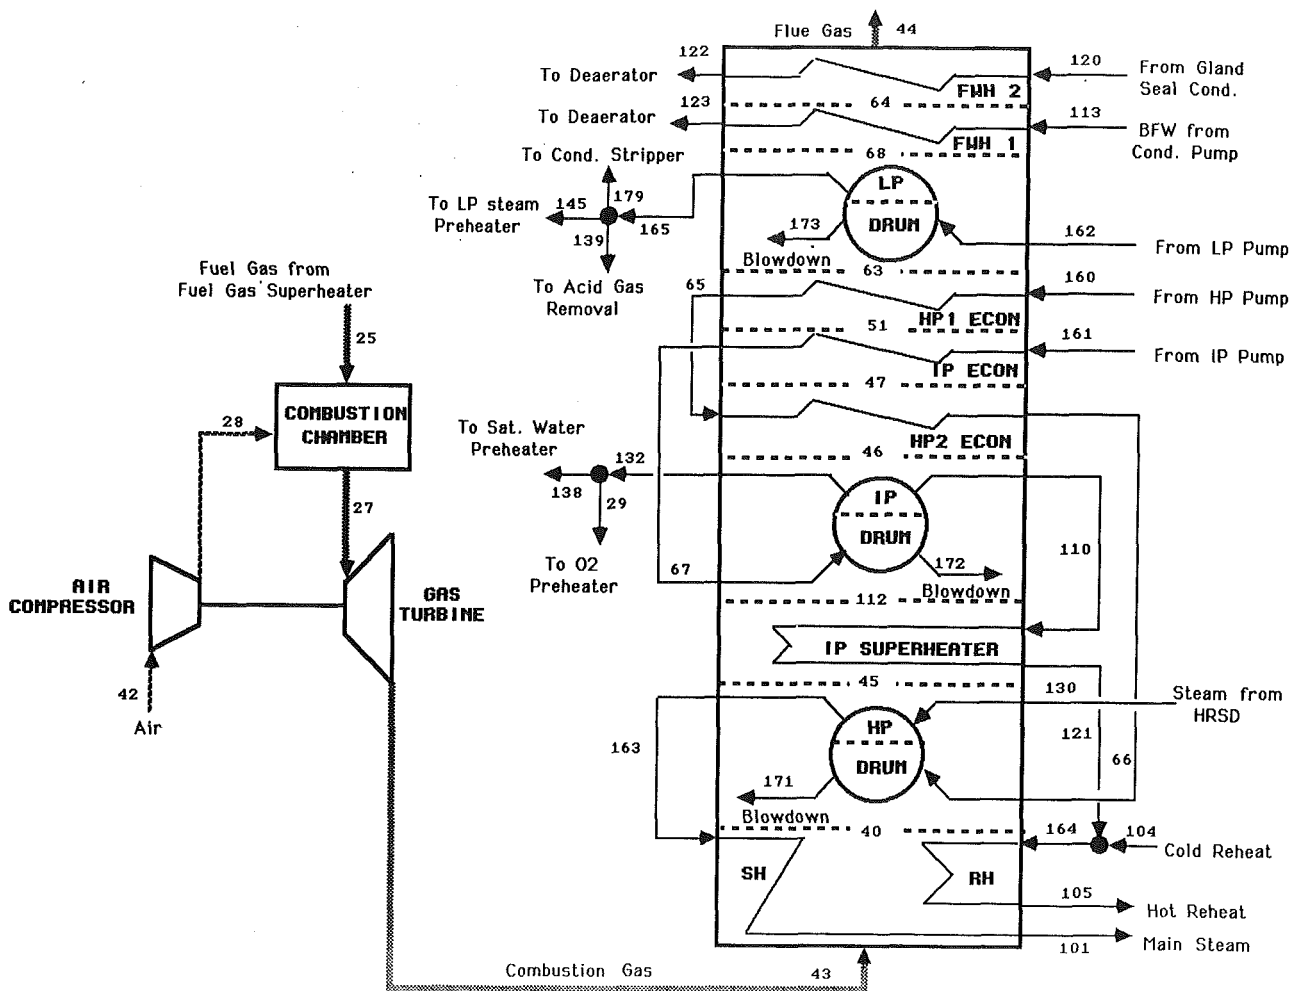 Flue Gas
44
122
120
To Deaerator
From Gland
Seal Cond.
FWH 2
123
64
113
To Deaerator
BFW from
Cond. Pump
FWH 1
68
To Cond. Stripper
LP
DRUM
179
145
To LP steam
Preheater
165
139
173
Blowdown
162
From LP Pump
63
To Acid Gas
Removal
65
160
From HP Pump
HP1 ECON
51
161
From IP Pump
IP ECON
47
Fuel Gas from
Fuel Gas Superheater
25
COMBUSTION
CHAMBER
28
27
To Sat. Water
Preheater
HP2 ECON
46
132
138
29
IP
DRUM
110
To O2
Preheater
67
172
Blowdown
112
AIR
COMPRESSOR
GAS
TURBINE
IP SUPERHEATER
45
42
Air
130
Steam from
HRSD
HP
DRUM
163
121
66
171
Blowdown
40
164
104
Cold Reheat
SH
RH
105
Hot Reheat
101
Main Steam
Combustion Gas
43